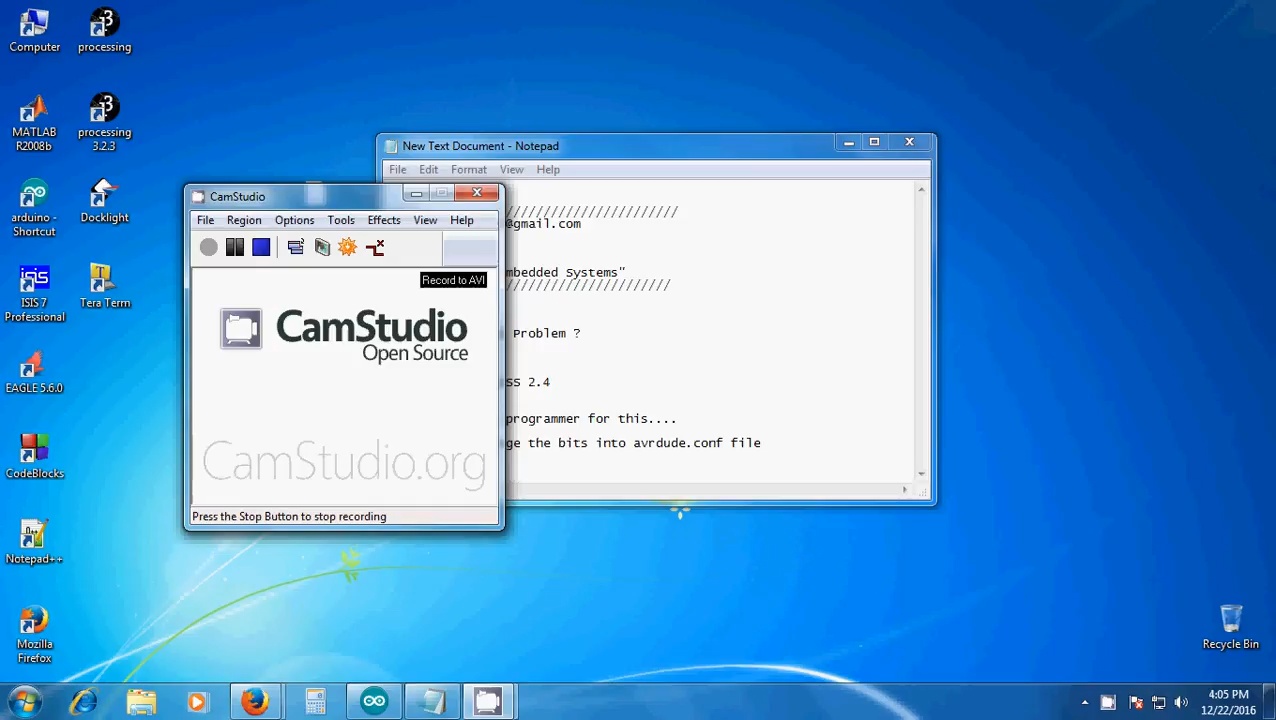 Computer
processing
MATLAB
R2008b
processing
3.2.3
arduino -
Shortcut
Docklight
ISIS 7
Professional
Tera Term
EAGLE 5.6.0
CodeBlocks
Notepad++
Mozilla
Firefox
New Text Document - Notepad
File Edit Format View Help
///////////////////////
@gmail.com
mbedded Systems"
//////////////////////
Problem ?
ss 2.4
programmer for this....
ge the bits into avrdude.conf file
CamStudio
File Region Options Tools Effects View Help
Record to AVI
CamStudio
Open Source
CamStudio.org
Press the Stop Button to stop recording
Recycle Bin
4:05 PM
12/22/2016